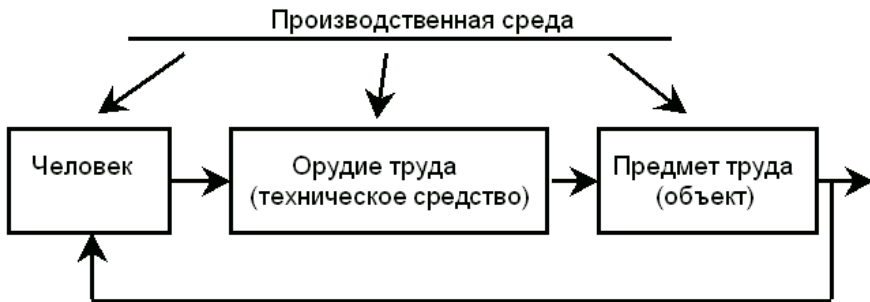 Производственная среда
Человек
Орудие труда
(техническое средство)
Предмет труда
(объект)